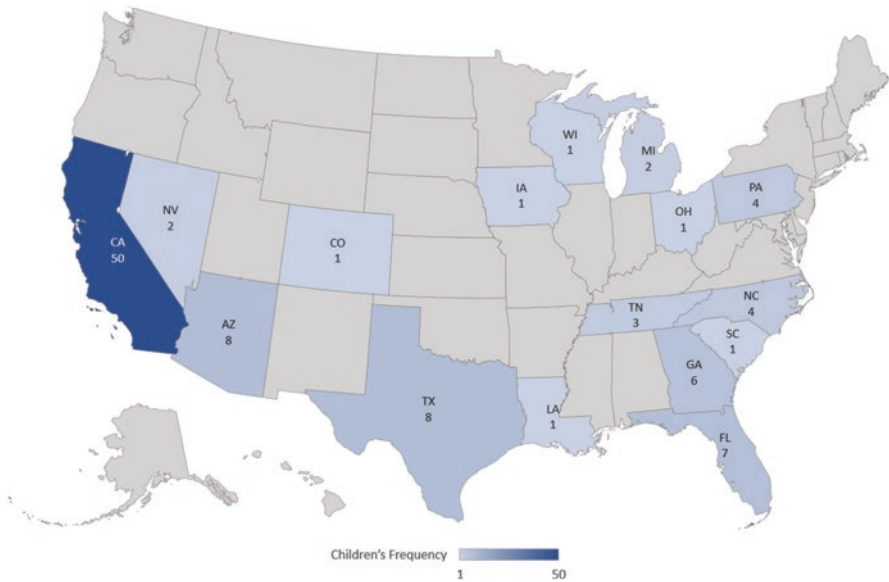 WI
1
MI
2
IA
1
PA
4
NV
2
OH
1
CA
50
CO
1
NC
4
TN
3
AZ
8
SC
1
GA
6
TX
8
LA
1
FL
7
Children's Frequency
1 50